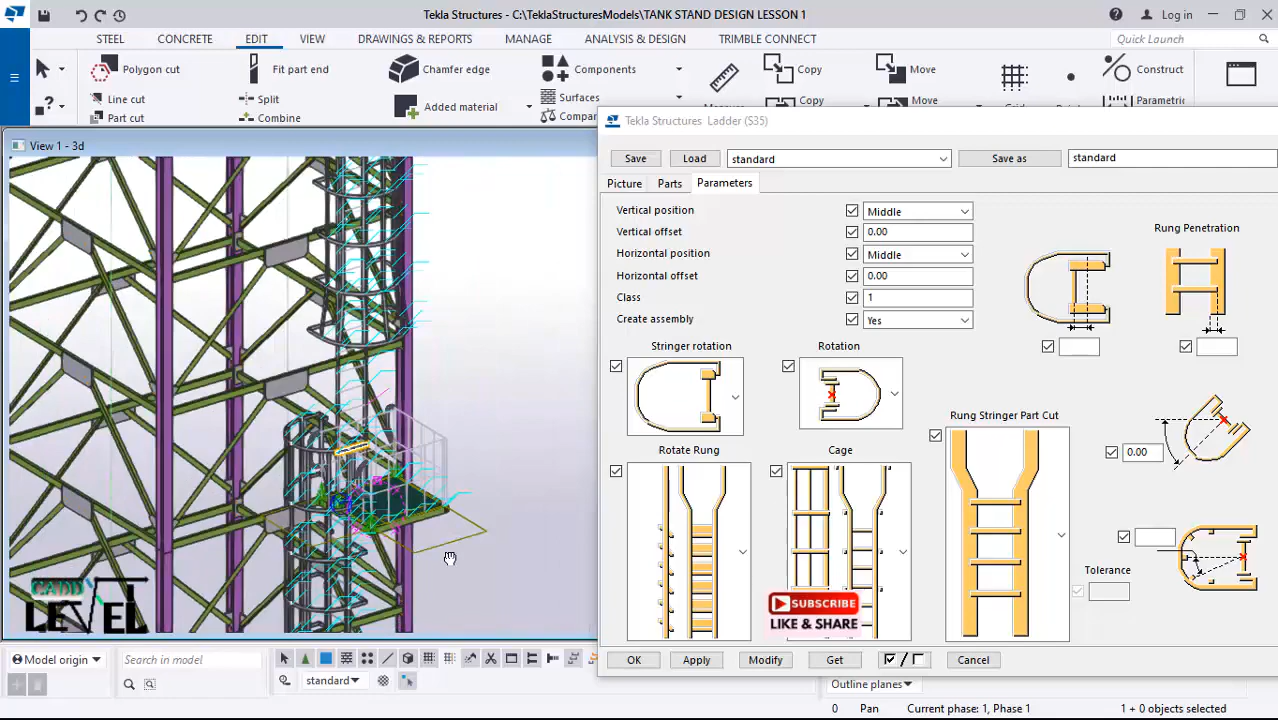 Tekla Structures - C:\TeklaStructuresModels\TANK STAND DESIGN LESSON 1
Log in
STEEL CONCRETE EDIT VIEW DRAWINGS & REPORTS MANAGE ANALYSIS & DESIGN TRIMBLE CONNECT Quick Launch
Polygon cut Fit part end Chamfer edge Components Copy Move Construct
Line cut Split Added material Surfaces Copy Move Parametric
Part cut Combine Compar
View 1 - 3d
Tekla Structures Ladder (S35)
Save Load standard Save as standard
Picture Parts Parameters
Vertical position Middle
Vertical offset 0.00
Horizontal position Middle
Horizontal offset 0.00
Class 1
Create assembly Yes
Rung Penetration
Stringer rotation Rotation
Rung Stringer Part Cut
Rotate Rung Cage
0.00
Tolerance
CADD
LEVEL
SUBSCRIBE
LIKE & SHARE
OK Apply Modify Get / Cancel
Model origin Search in model
standard
Outline planes
0 Pan Current phase: 1, Phase 1 1 + 0 objects selected